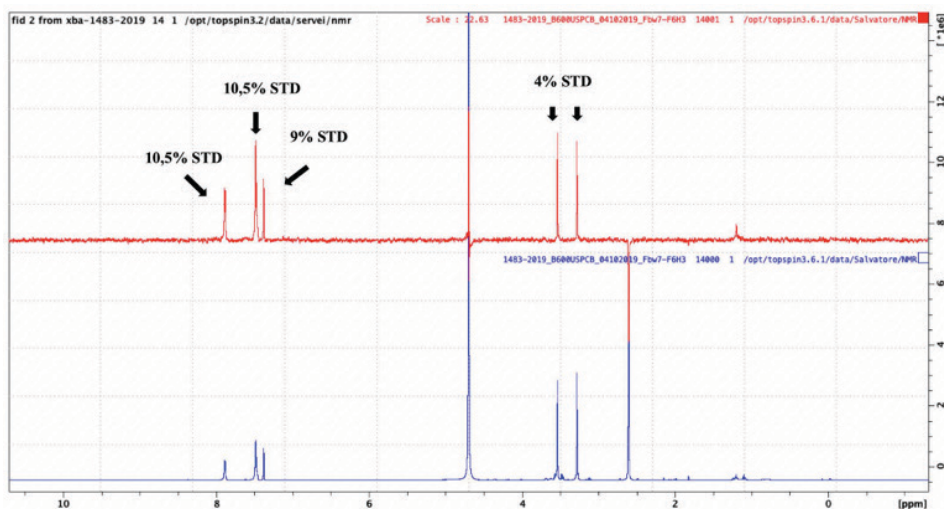 fid 2 from xba-1483-2019 14 1 /opt/topspin3.2/data/servei/nmr
Scale : 22.63 1483-2019_B600USPCB_04102019_Fbw7-F6H3 14001 1 /opt/topspin3.6.1/data/Salvatore/NMR
[*1e6]
10,5% STD
4% STD
9% STD
10,5% STD
12
10
8
1483-2019_B600USPCB_04102019_Fbw7-F6H3 14000 1 /opt/topspin3.6.1/data/Salvatore/NMR
6
4
2
0
10 8 6 4 2 0 [ppm]